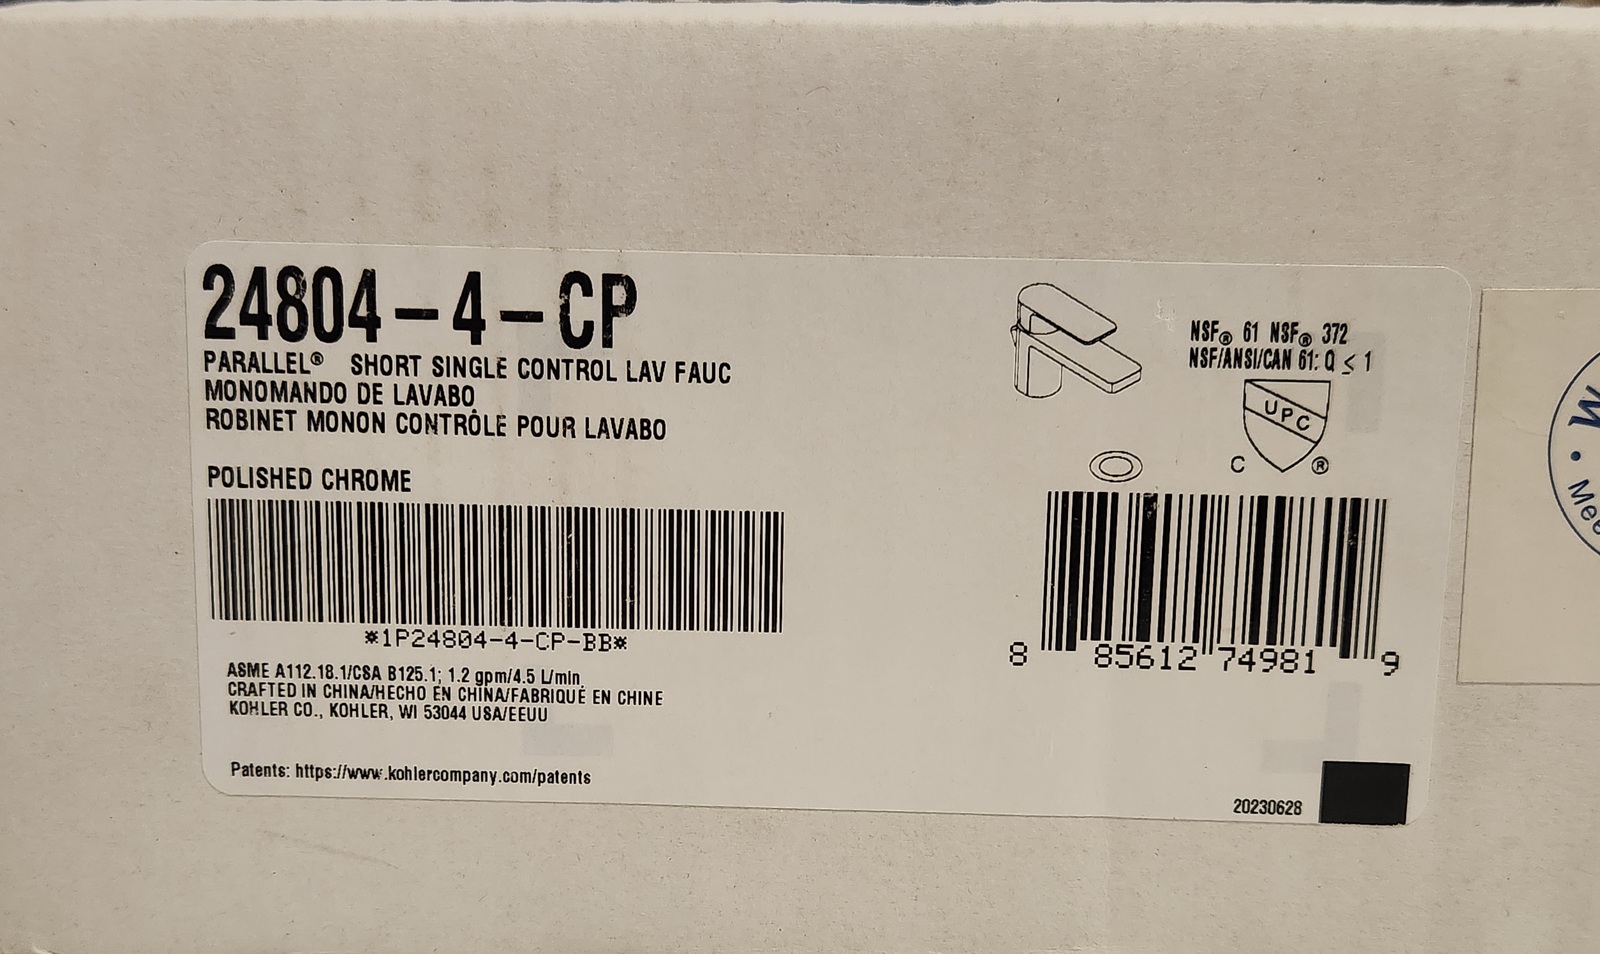 24804-4-CP
PARALLEL® SHORT SINGLE CONTROL LAV FAUC
MONOMANDO DE LAVABO
ROBINET MONON CONTRÔLE POUR LAVABO
POLISHED CHROME
*1P24804-4-CP-BB*
ASME A112.18.1/CSA B125.1; 1.2 gpm/4.5 L/min
CRAFTED IN CHINA/HECHO EN CHINA/FABRIQUÉ EN CHINE
KOHLER CO., KOHLER, WI 53044 USA/EEUU
Patents: https://www.kohlercompany.com/patents
NSF® 61 NSF® 372
NSF/ANSI/CAN 61: Q ≤ 1
UPC
C ®
8 85612 74981 9
20230628